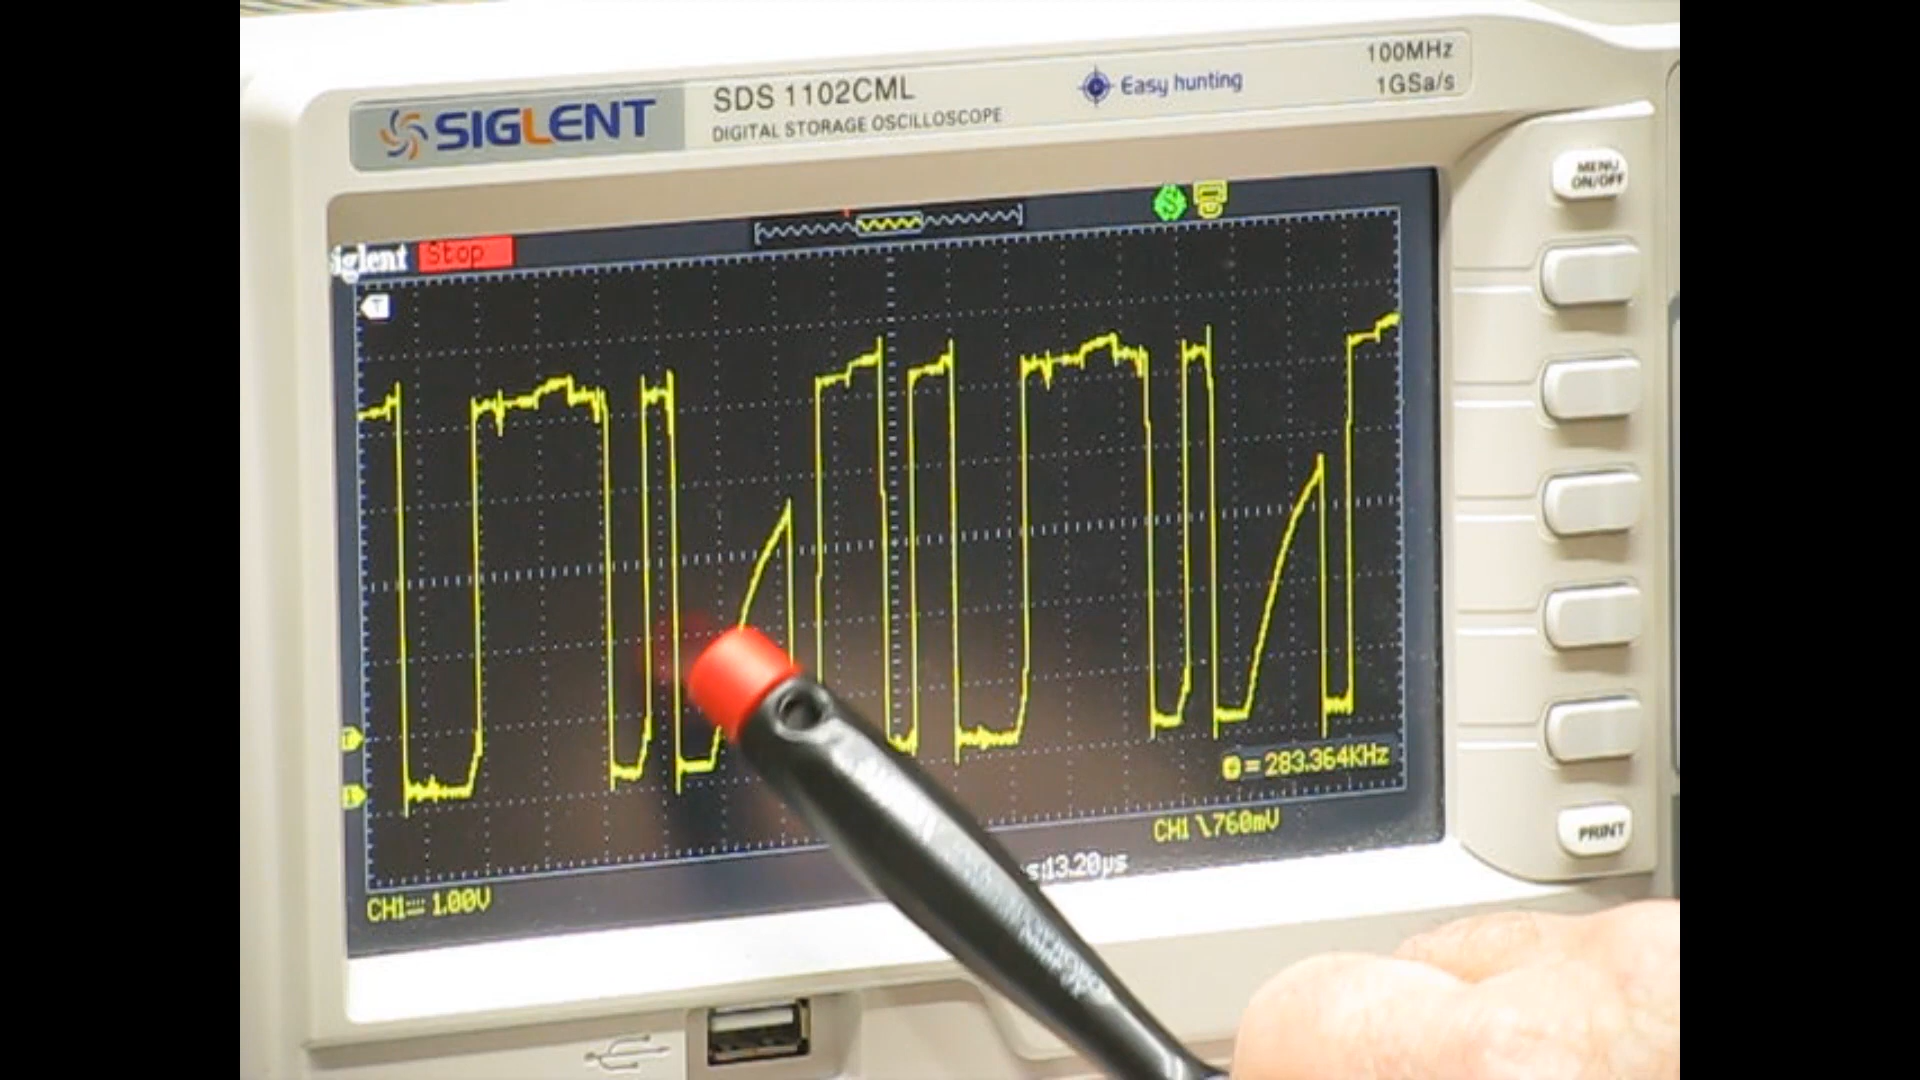 SIGLENT
SDS 1102CML
DIGITAL STORAGE OSCILLOSCOPE
Easy hunting
100MHz
1GSa/s
MENU
ON/OFF
Siglent Stop
= 283.364KHz
CH1 \ 760mV
s:13.20µs
CH1 1.00V
PRINT